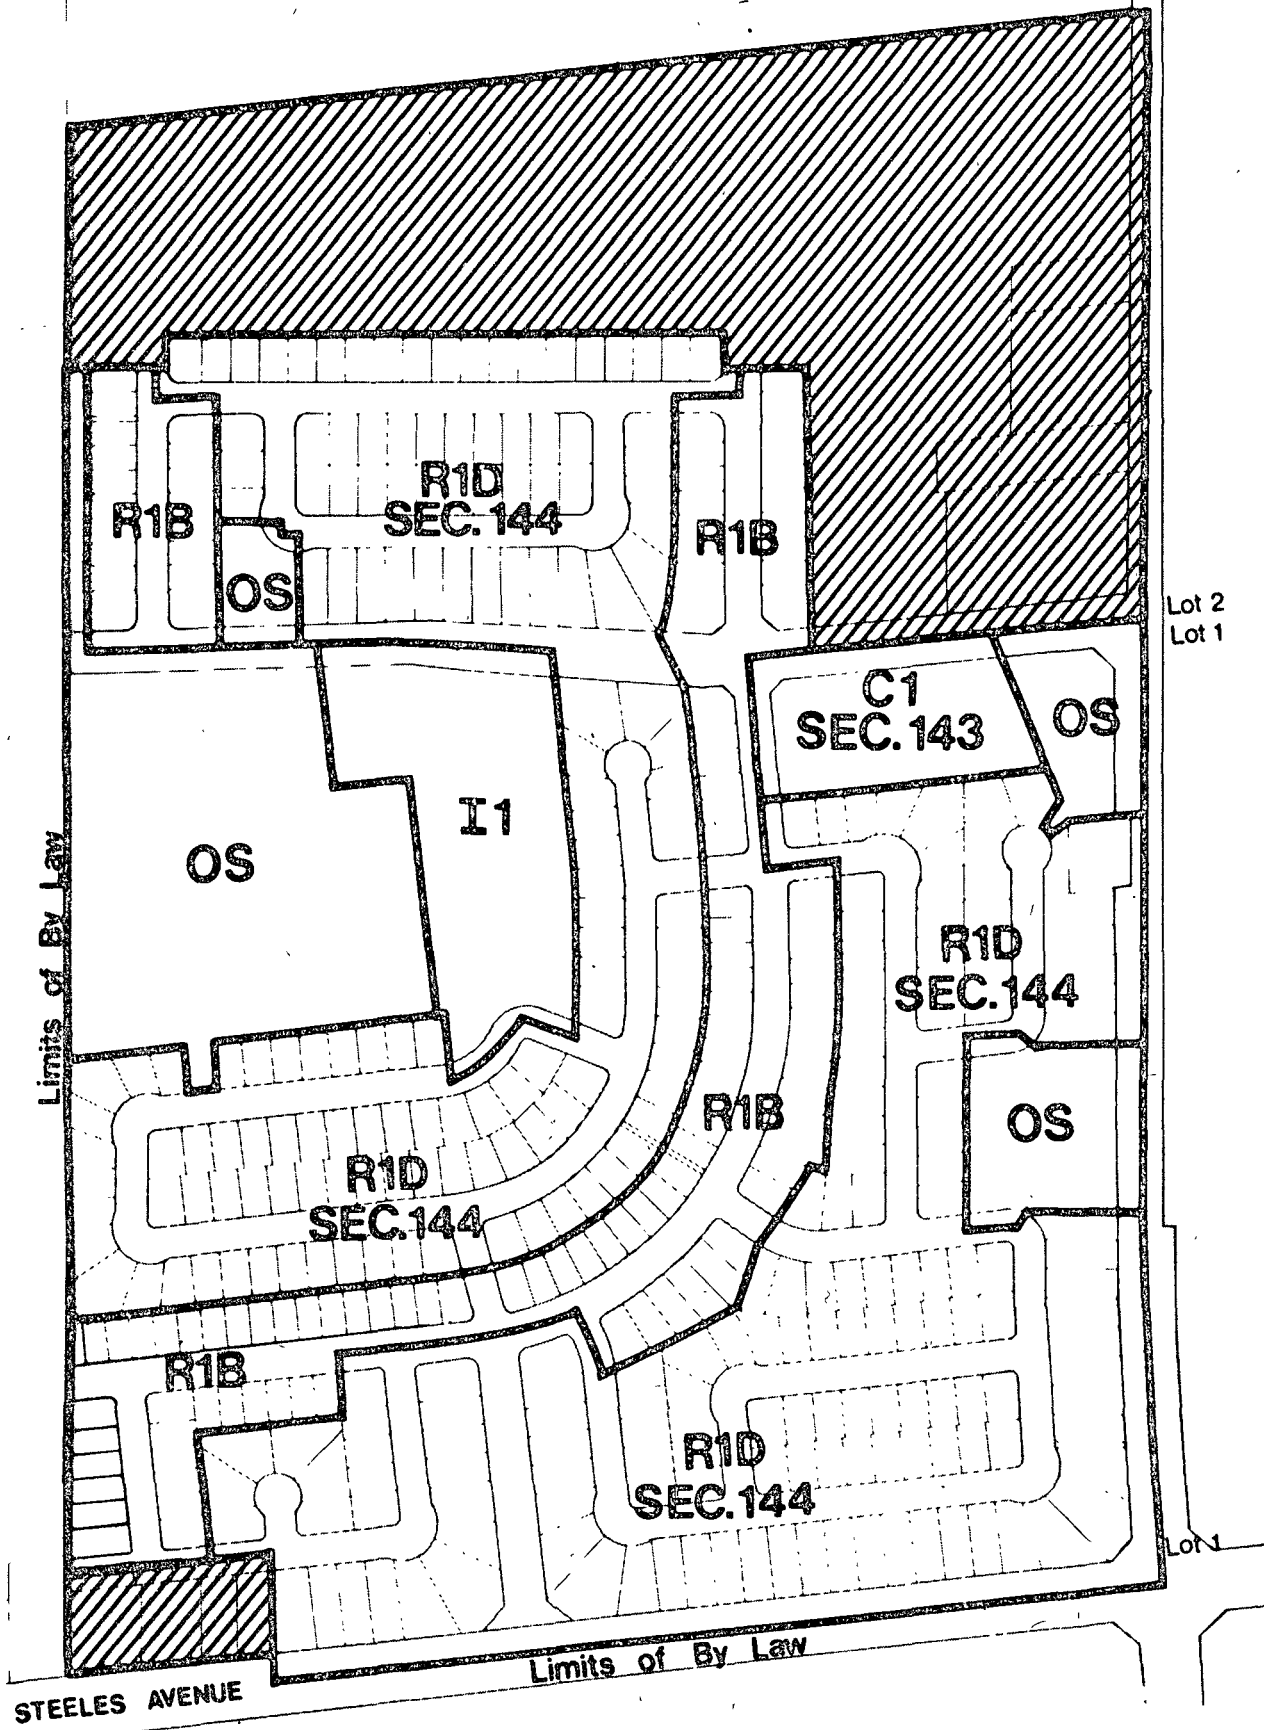 R1D
SEC. 144
R1B
R1B
OS
Lot 2
Lot 1
C1
SEC. 143
OS
I1
OS
Limits of By Law
R1D
SEC. 144
R1B
OS
R1D
SEC. 144
R1B
R1D
SEC. 144
Lot 1
Limits of By Law
STEELES AVENUE